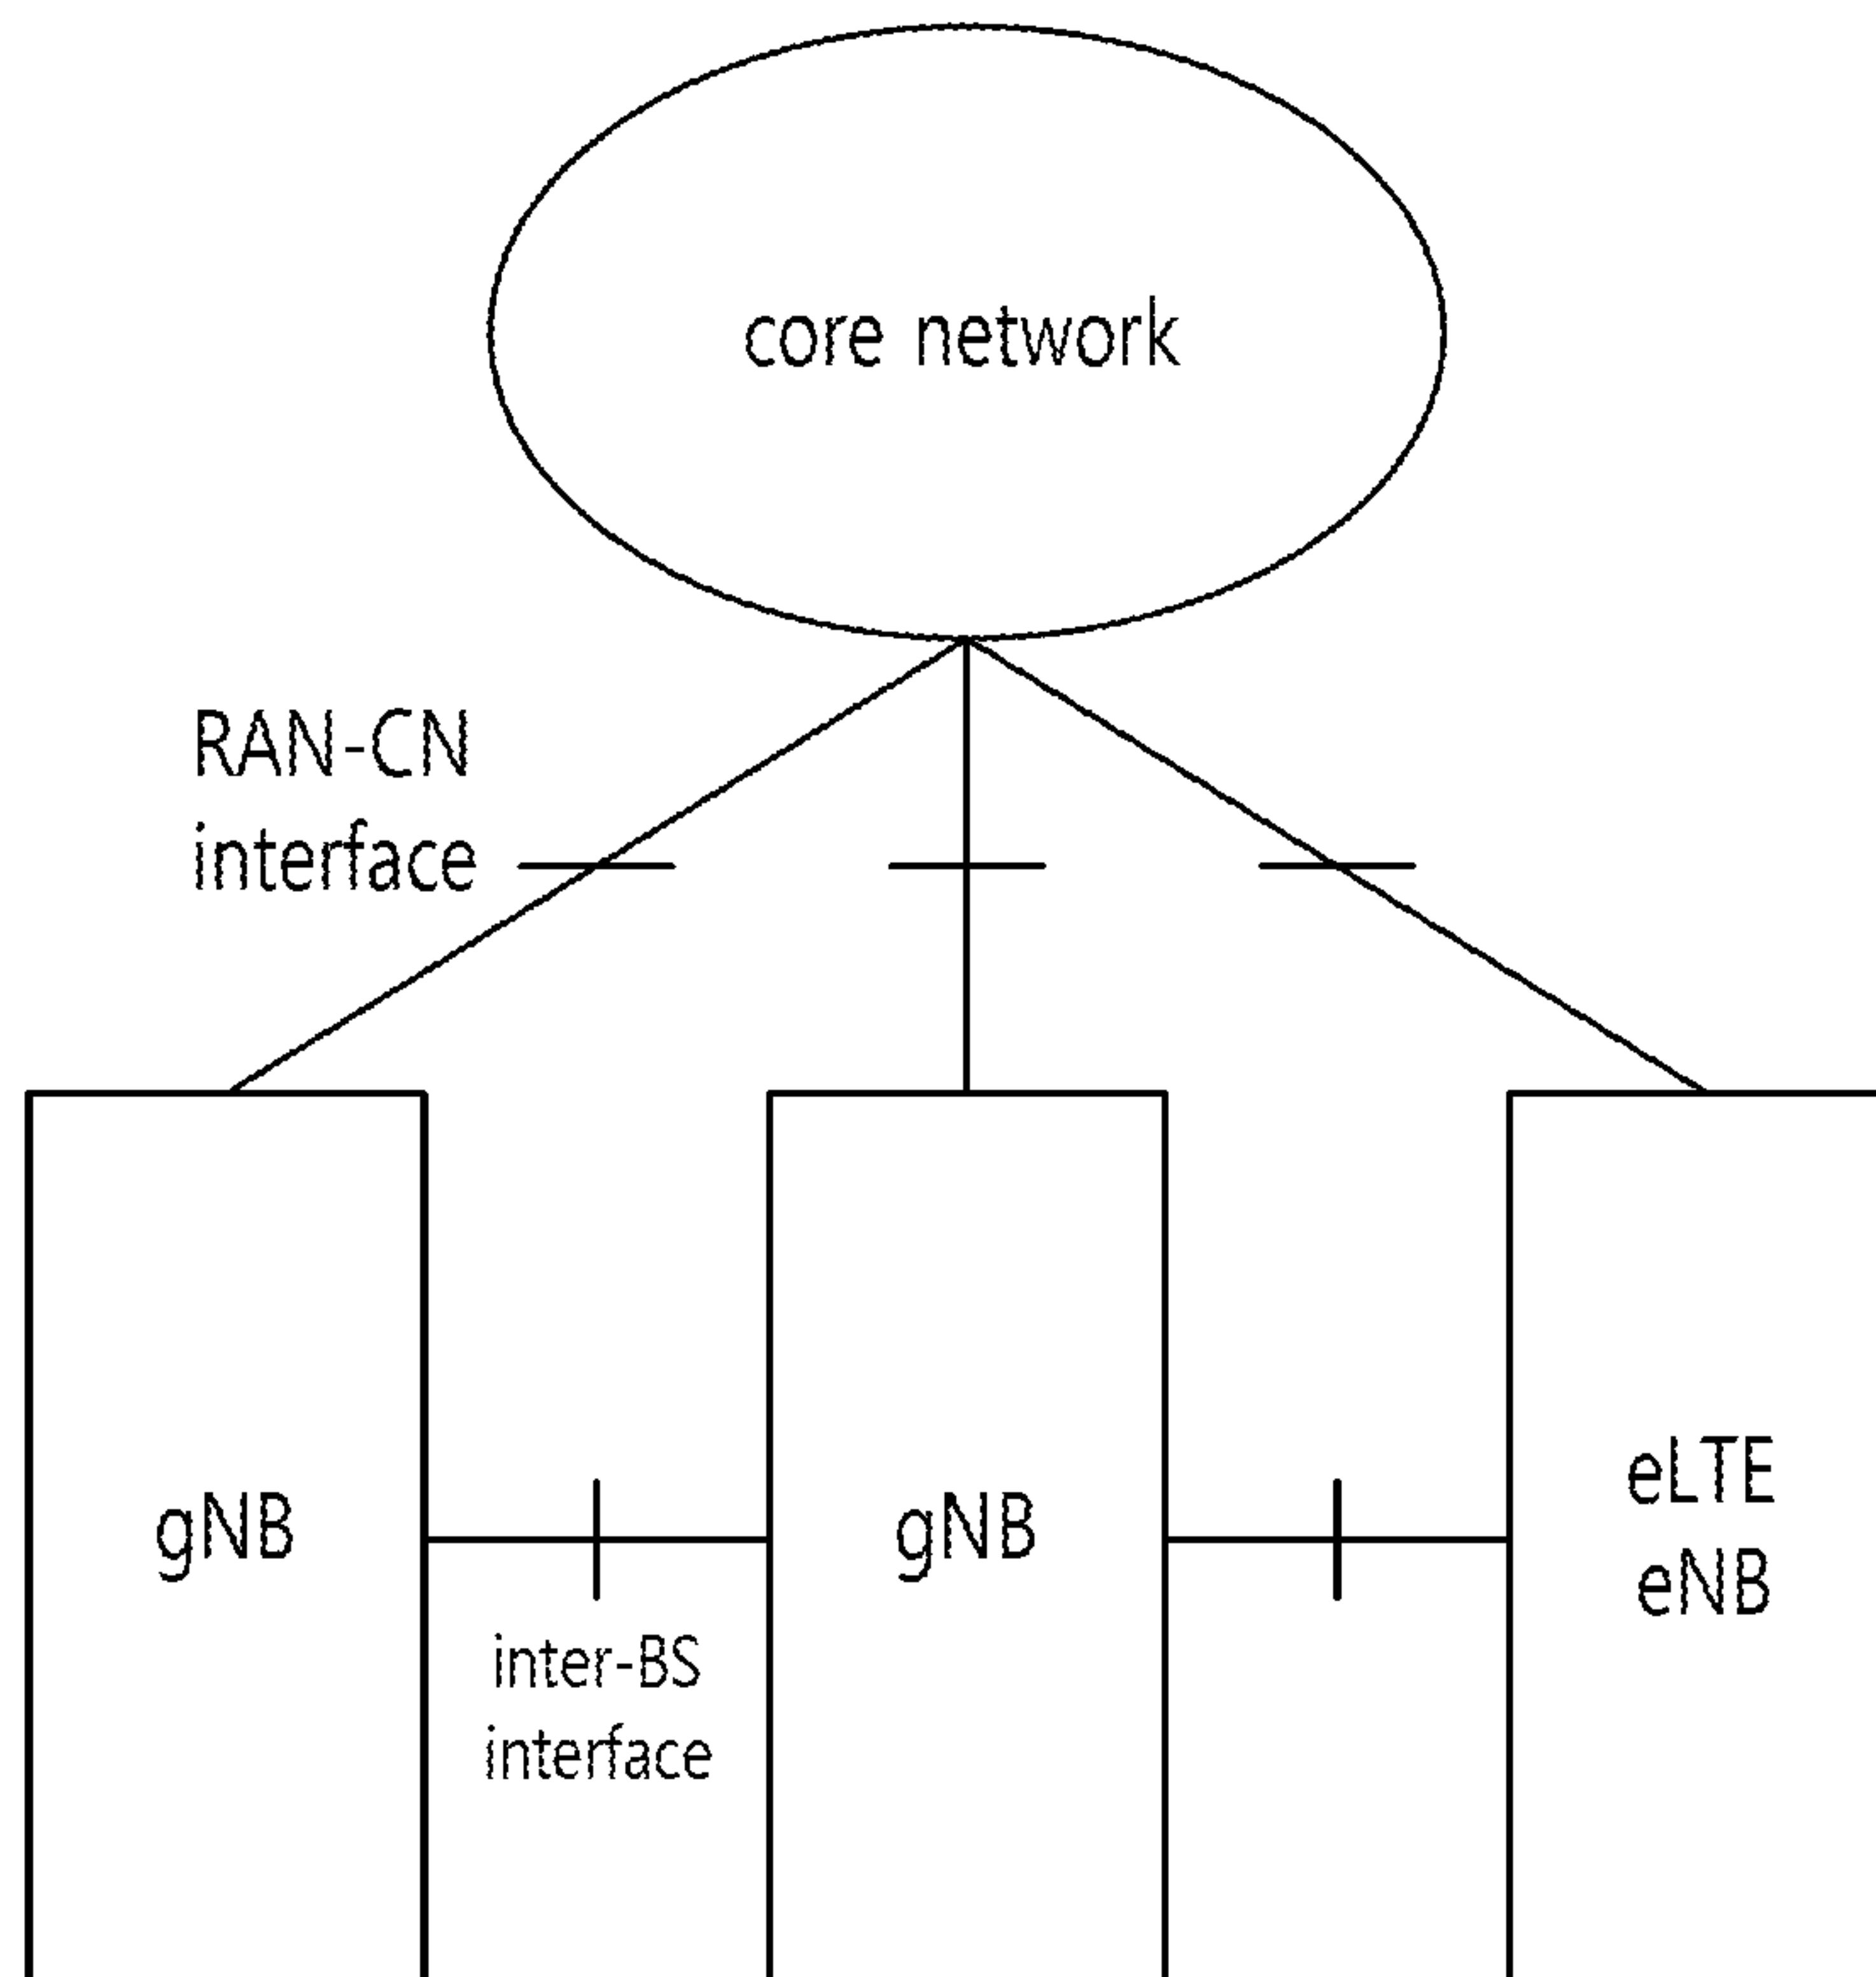 core network
RAN-CN
interface
gNB
gNB
eLTE
eNB
inter-BS
interface